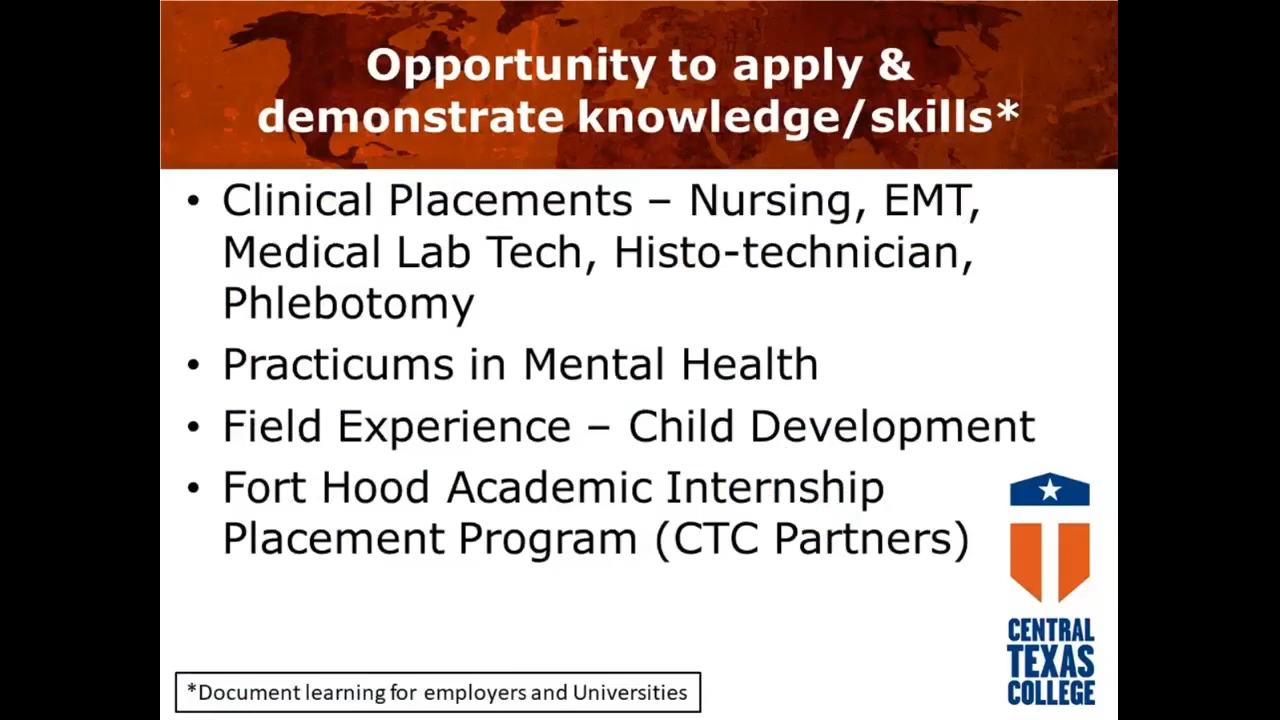 Opportunity to apply &
demonstrate knowledge/skills*
• Clinical Placements – Nursing, EMT,
Medical Lab Tech, Histo-technician,
Phlebotomy
• Practicums in Mental Health
• Field Experience – Child Development
• Fort Hood Academic Internship
Placement Program (CTC Partners)
CENTRAL
TEXAS
COLLEGE
*Document learning for employers and Universities